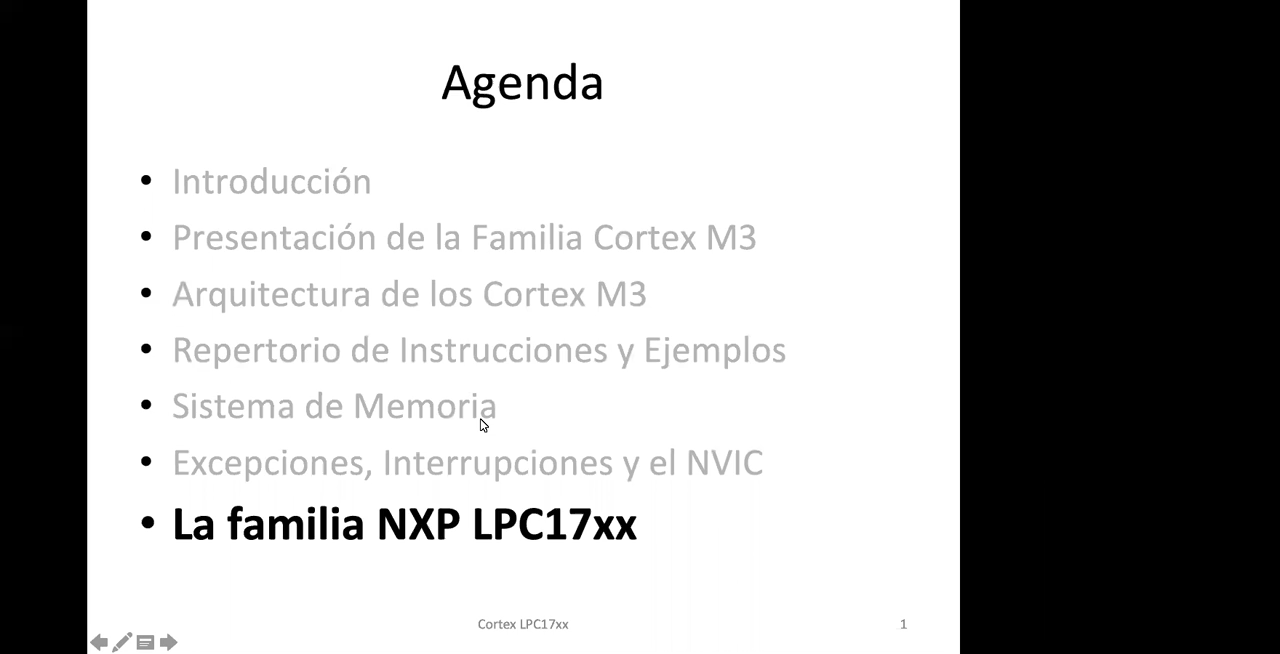 Agenda
• Introducción
• Presentación de la Familia Cortex M3
• Arquitectura de los Cortex M3
• Repertorio de Instrucciones y Ejemplos
• Sistema de Memoria
• Excepciones, Interrupciones y el NVIC
• La familia NXP LPC17xx
Cortex LPC17xx
1